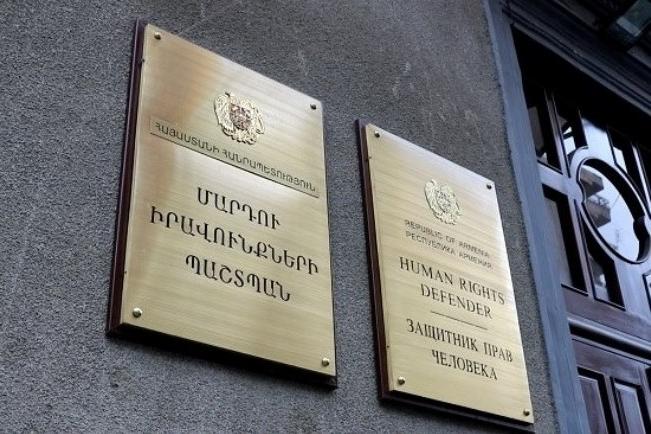 ՀԱՅԱՍՏԱՆԻ ՀԱՆՐԱՊԵՏՈՒԹՅՈՒՆ
ՄԱՐԴՈՒ
ԻՐԱՎՈՒՆՔՆԵՐԻ
ՊԱՇՏՊԱՆ
REPUBLIC OF ARMENIA
РЕСПУБЛИКА АРМЕНИЯ
HUMAN RIGHTS
DEFENDER
ЗАЩИТНИК ПРАВ
ЧЕЛОВЕКА